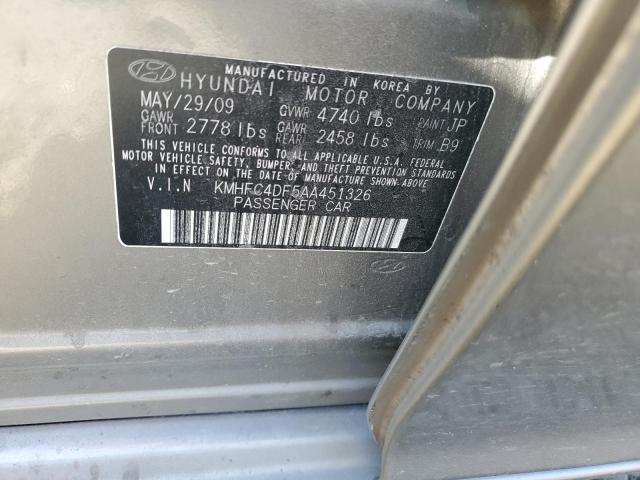 MANUFACTURED IN KOREA BY
HYUNDAI MOTOR COMPANY
MAY/29/09 GVWR 4740 lbs PAINT JP
GAWR FRONT 2778 lbs GAWR REAR 2458 lbs TRIM B9
THIS VEHICLE CONFORMS TO ALL APPLICABLE U.S.A. FEDERAL
MOTOR VEHICLE SAFETY, BUMPER, AND THEFT PREVENTION STANDARDS
IN EFFECT ON THE DATE OF MANUFACTURE SHOWN ABOVE.
V.I.N KMHFC4DF5AA451326
PASSENGER CAR